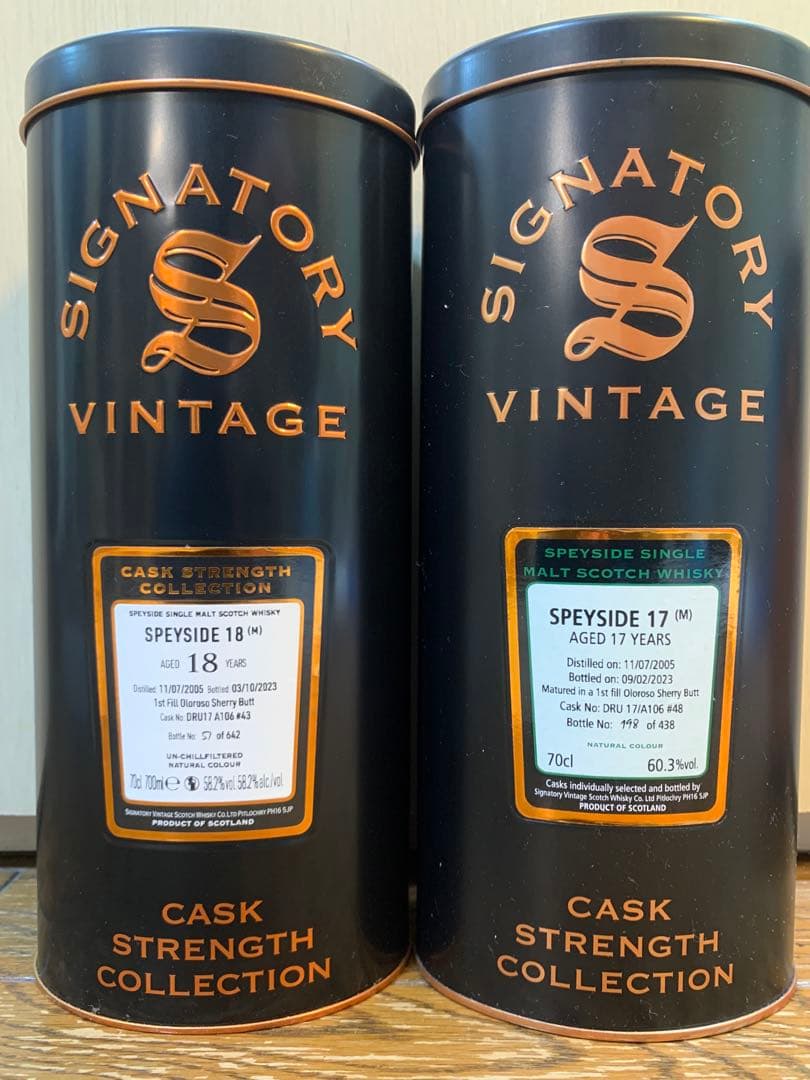 SIGNATORY
S
VINTAGE
CASK STRENGTH
COLLECTION
SPEYSIDE SINGLE MALT SCOTCH WHISKY
SPEYSIDE 18 (M)
AGED 18 YEARS
Distilled: 11/07/2005 Bottled: 03/10/2023
1st Fill Oloroso Sherry Butt
Cask No: DRU17 A106 #43
Bottle No: 57 of 642
UN-CHILLFILTERED
NATURAL COLOUR
70cl 700ml e 58.2%vol 58.2%alc./vol.
SIGNATORY VINTAGE SCOTCH WHISKY CO. LTD PITLOCHRY PH16 5JP
PRODUCT OF SCOTLAND
CASK
STRENGTH
COLLECTION
SIGNATORY
S
VINTAGE
SPEYSIDE SINGLE
MALT SCOTCH WHISKY
SPEYSIDE 17 (M)
AGED 17 YEARS
Distilled on: 11/07/2005
Bottled on: 09/02/2023
Matured in a 1st fill Oloroso Sherry Butt
Cask No: DRU 17/A106 #48
Bottle No: 198 of 438
NATURAL COLOUR
70cl 60.3%vol.
Casks individually selected and bottled by
Signatory Vintage Scotch Whisky Co. Ltd Pitlochry PH16 5JP
PRODUCT OF SCOTLAND
CASK
STRENGTH
COLLECTION